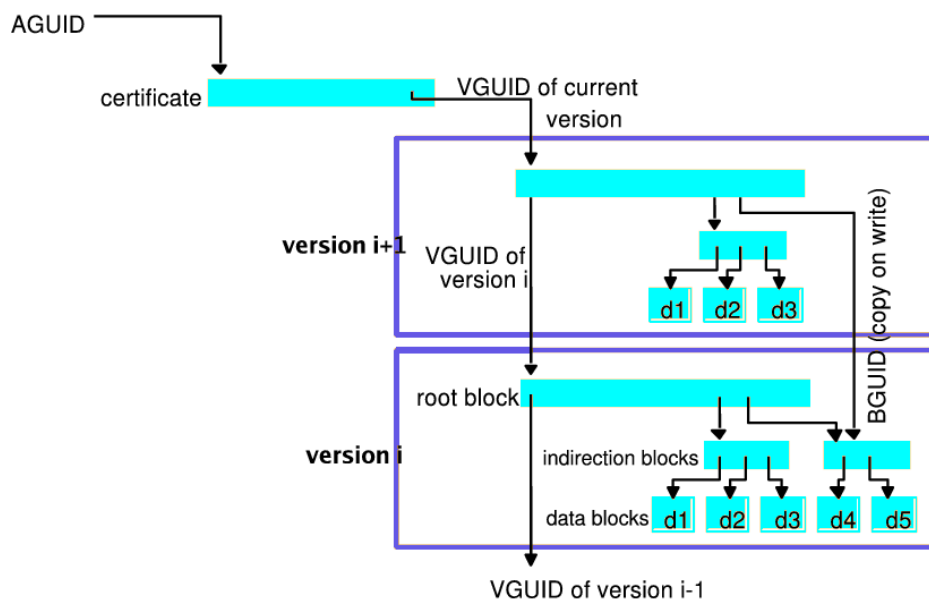 AGUID
certificate
VGUID of current
version
version i+1
VGUID of
version i
BGUID (copy on write)
d1 d2 d3
root block
version i
indirection blocks
data blocks
d1 d2 d3 d4 d5
VGUID of version i-1